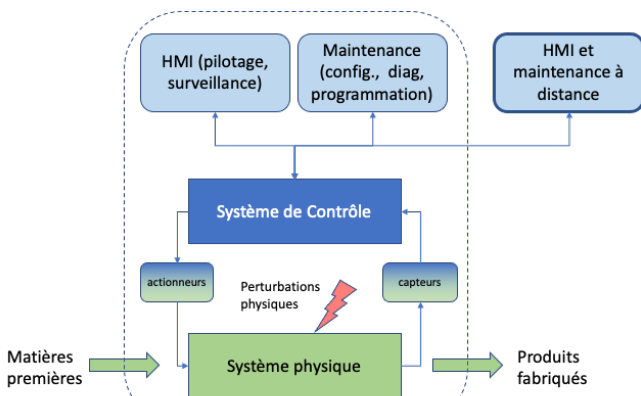 HMI (pilotage,
surveillance)
Maintenance
(config., diag,
programmation)
HMI et
maintenance à
distance
Système de Contrôle
actionneurs
Perturbations
physiques
capteurs
Matières
premières
Système physique
Produits
fabriqués